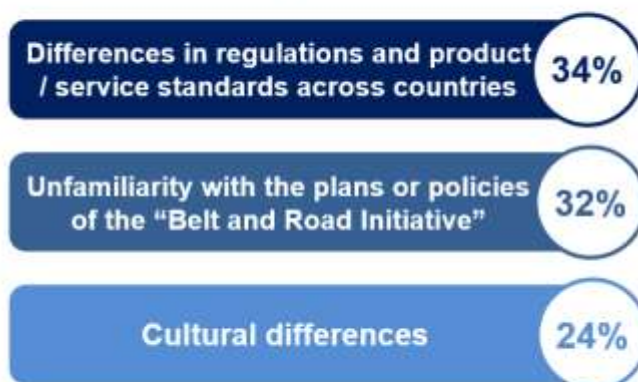 Differences in regulations and product
/ service standards across countries
34%
Unfamiliarity with the plans or policies
of the “Belt and Road Initiative”
32%
Cultural differences
24%